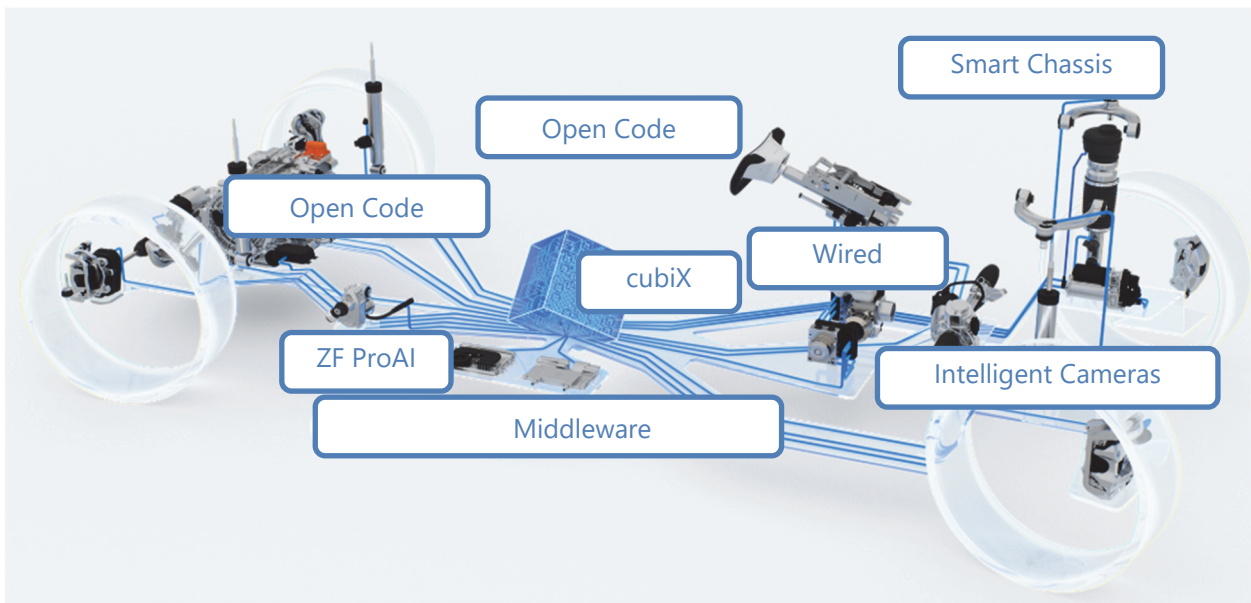 Smart Chassis
Open Code
Open Code
Wired
cubiX
ZF ProAI
Intelligent Cameras
Middleware